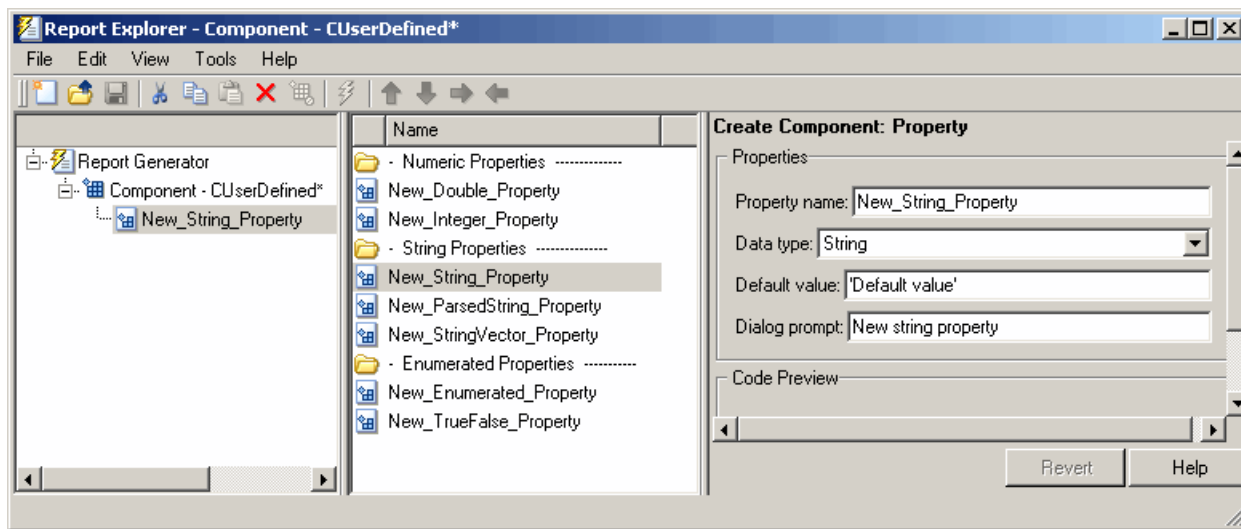 Report Explorer - Component - CUserDefined*
File Edit View Tools Help
Report Generator
Component - CUserDefined*
New_String_Property
Name
- Numeric Properties -------------
New_Double_Property
New_Integer_Property
- String Properties --------------
New_String_Property
New_ParsedString_Property
New_StringVector_Property
- Enumerated Properties ----------
New_Enumerated_Property
New_TrueFalse_Property
Create Component: Property
Properties
Property name: New_String_Property
Data type: String
Default value: 'Default value'
Dialog prompt: New string property
Code Preview
Revert Help